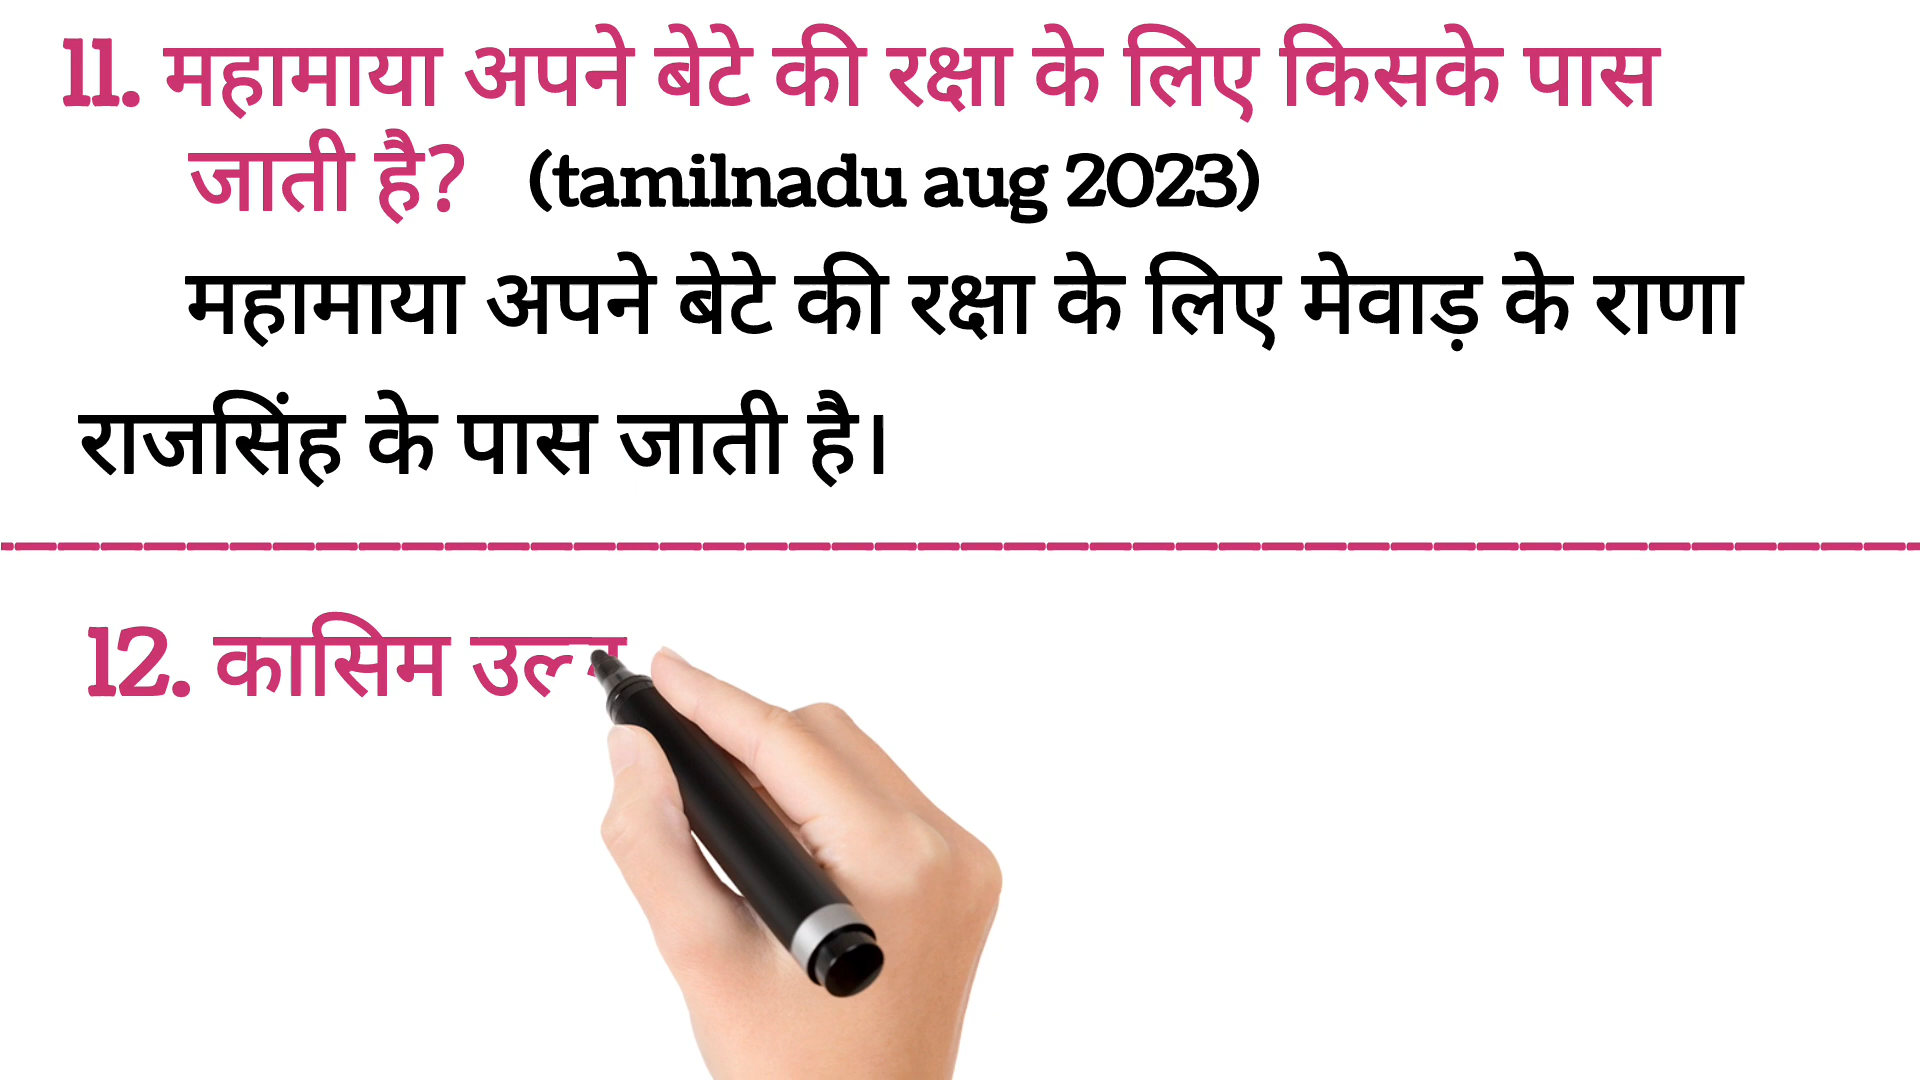 11. महामाया अपने बेटे की रक्षा के लिए किसके पास
जाती है? (tamilnadu aug 2023)
महामाया अपने बेटे की रक्षा के लिए मेवाड़ के राणा
राजसिंह के पास जाती है।
12. कासिम